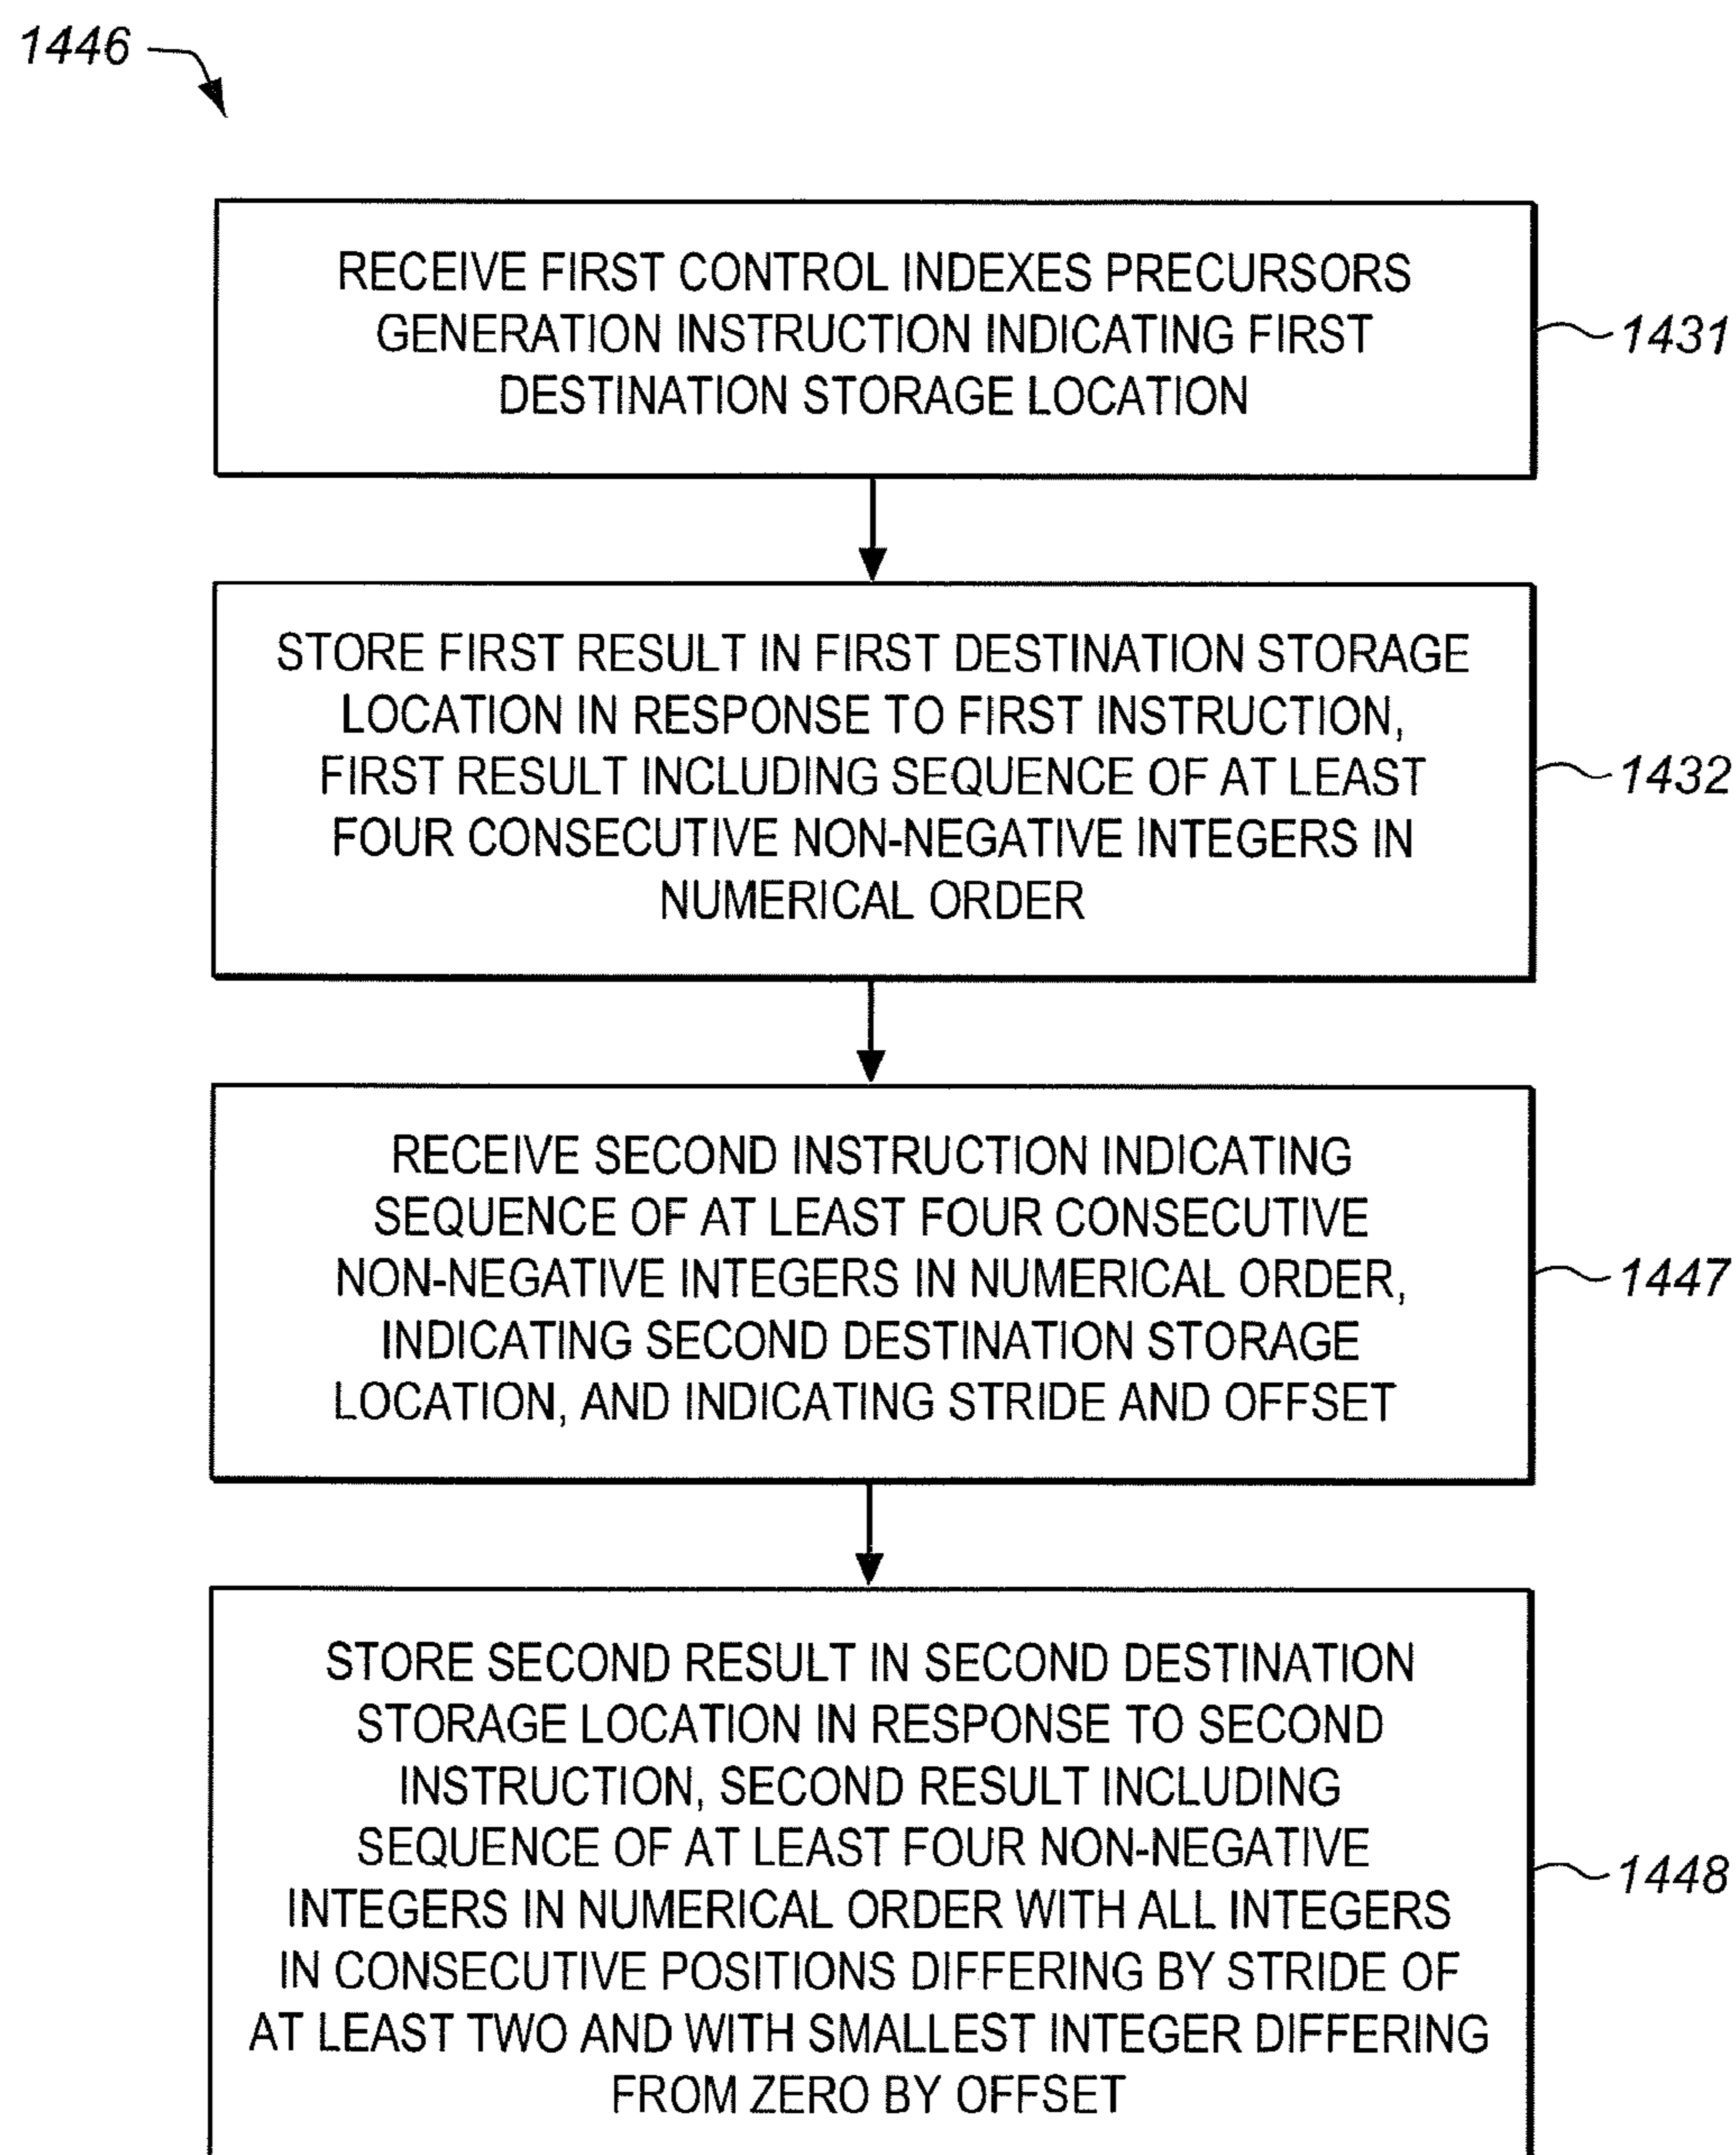 1446
RECEIVE FIRST CONTROL INDEXES PRECURSORS
GENERATION INSTRUCTION INDICATING FIRST
DESTINATION STORAGE LOCATION
1431
STORE FIRST RESULT IN FIRST DESTINATION STORAGE
LOCATION IN RESPONSE TO FIRST INSTRUCTION,
FIRST RESULT INCLUDING SEQUENCE OF AT LEAST
FOUR CONSECUTIVE NON-NEGATIVE INTEGERS IN
NUMERICAL ORDER
1432
RECEIVE SECOND INSTRUCTION INDICATING
SEQUENCE OF AT LEAST FOUR CONSECUTIVE
NON-NEGATIVE INTEGERS IN NUMERICAL ORDER,
INDICATING SECOND DESTINATION STORAGE
LOCATION, AND INDICATING STRIDE AND OFFSET
1447
STORE SECOND RESULT IN SECOND DESTINATION
STORAGE LOCATION IN RESPONSE TO SECOND
INSTRUCTION, SECOND RESULT INCLUDING
SEQUENCE OF AT LEAST FOUR NON-NEGATIVE
INTEGERS IN NUMERICAL ORDER WITH ALL INTEGERS
IN CONSECUTIVE POSITIONS DIFFERING BY STRIDE OF
AT LEAST TWO AND WITH SMALLEST INTEGER DIFFERING
FROM ZERO BY OFFSET
1448